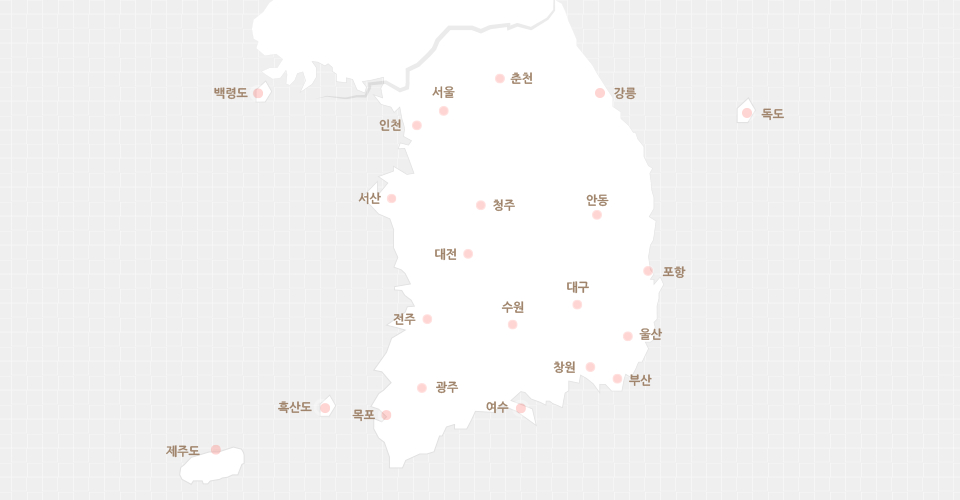 춘천
서울
백령도
강릉
독도
인천
서산
안동
청주
대전
포항
대구
수원
전주
울산
창원
부산
광주
흑산도
여수
목포
제주도